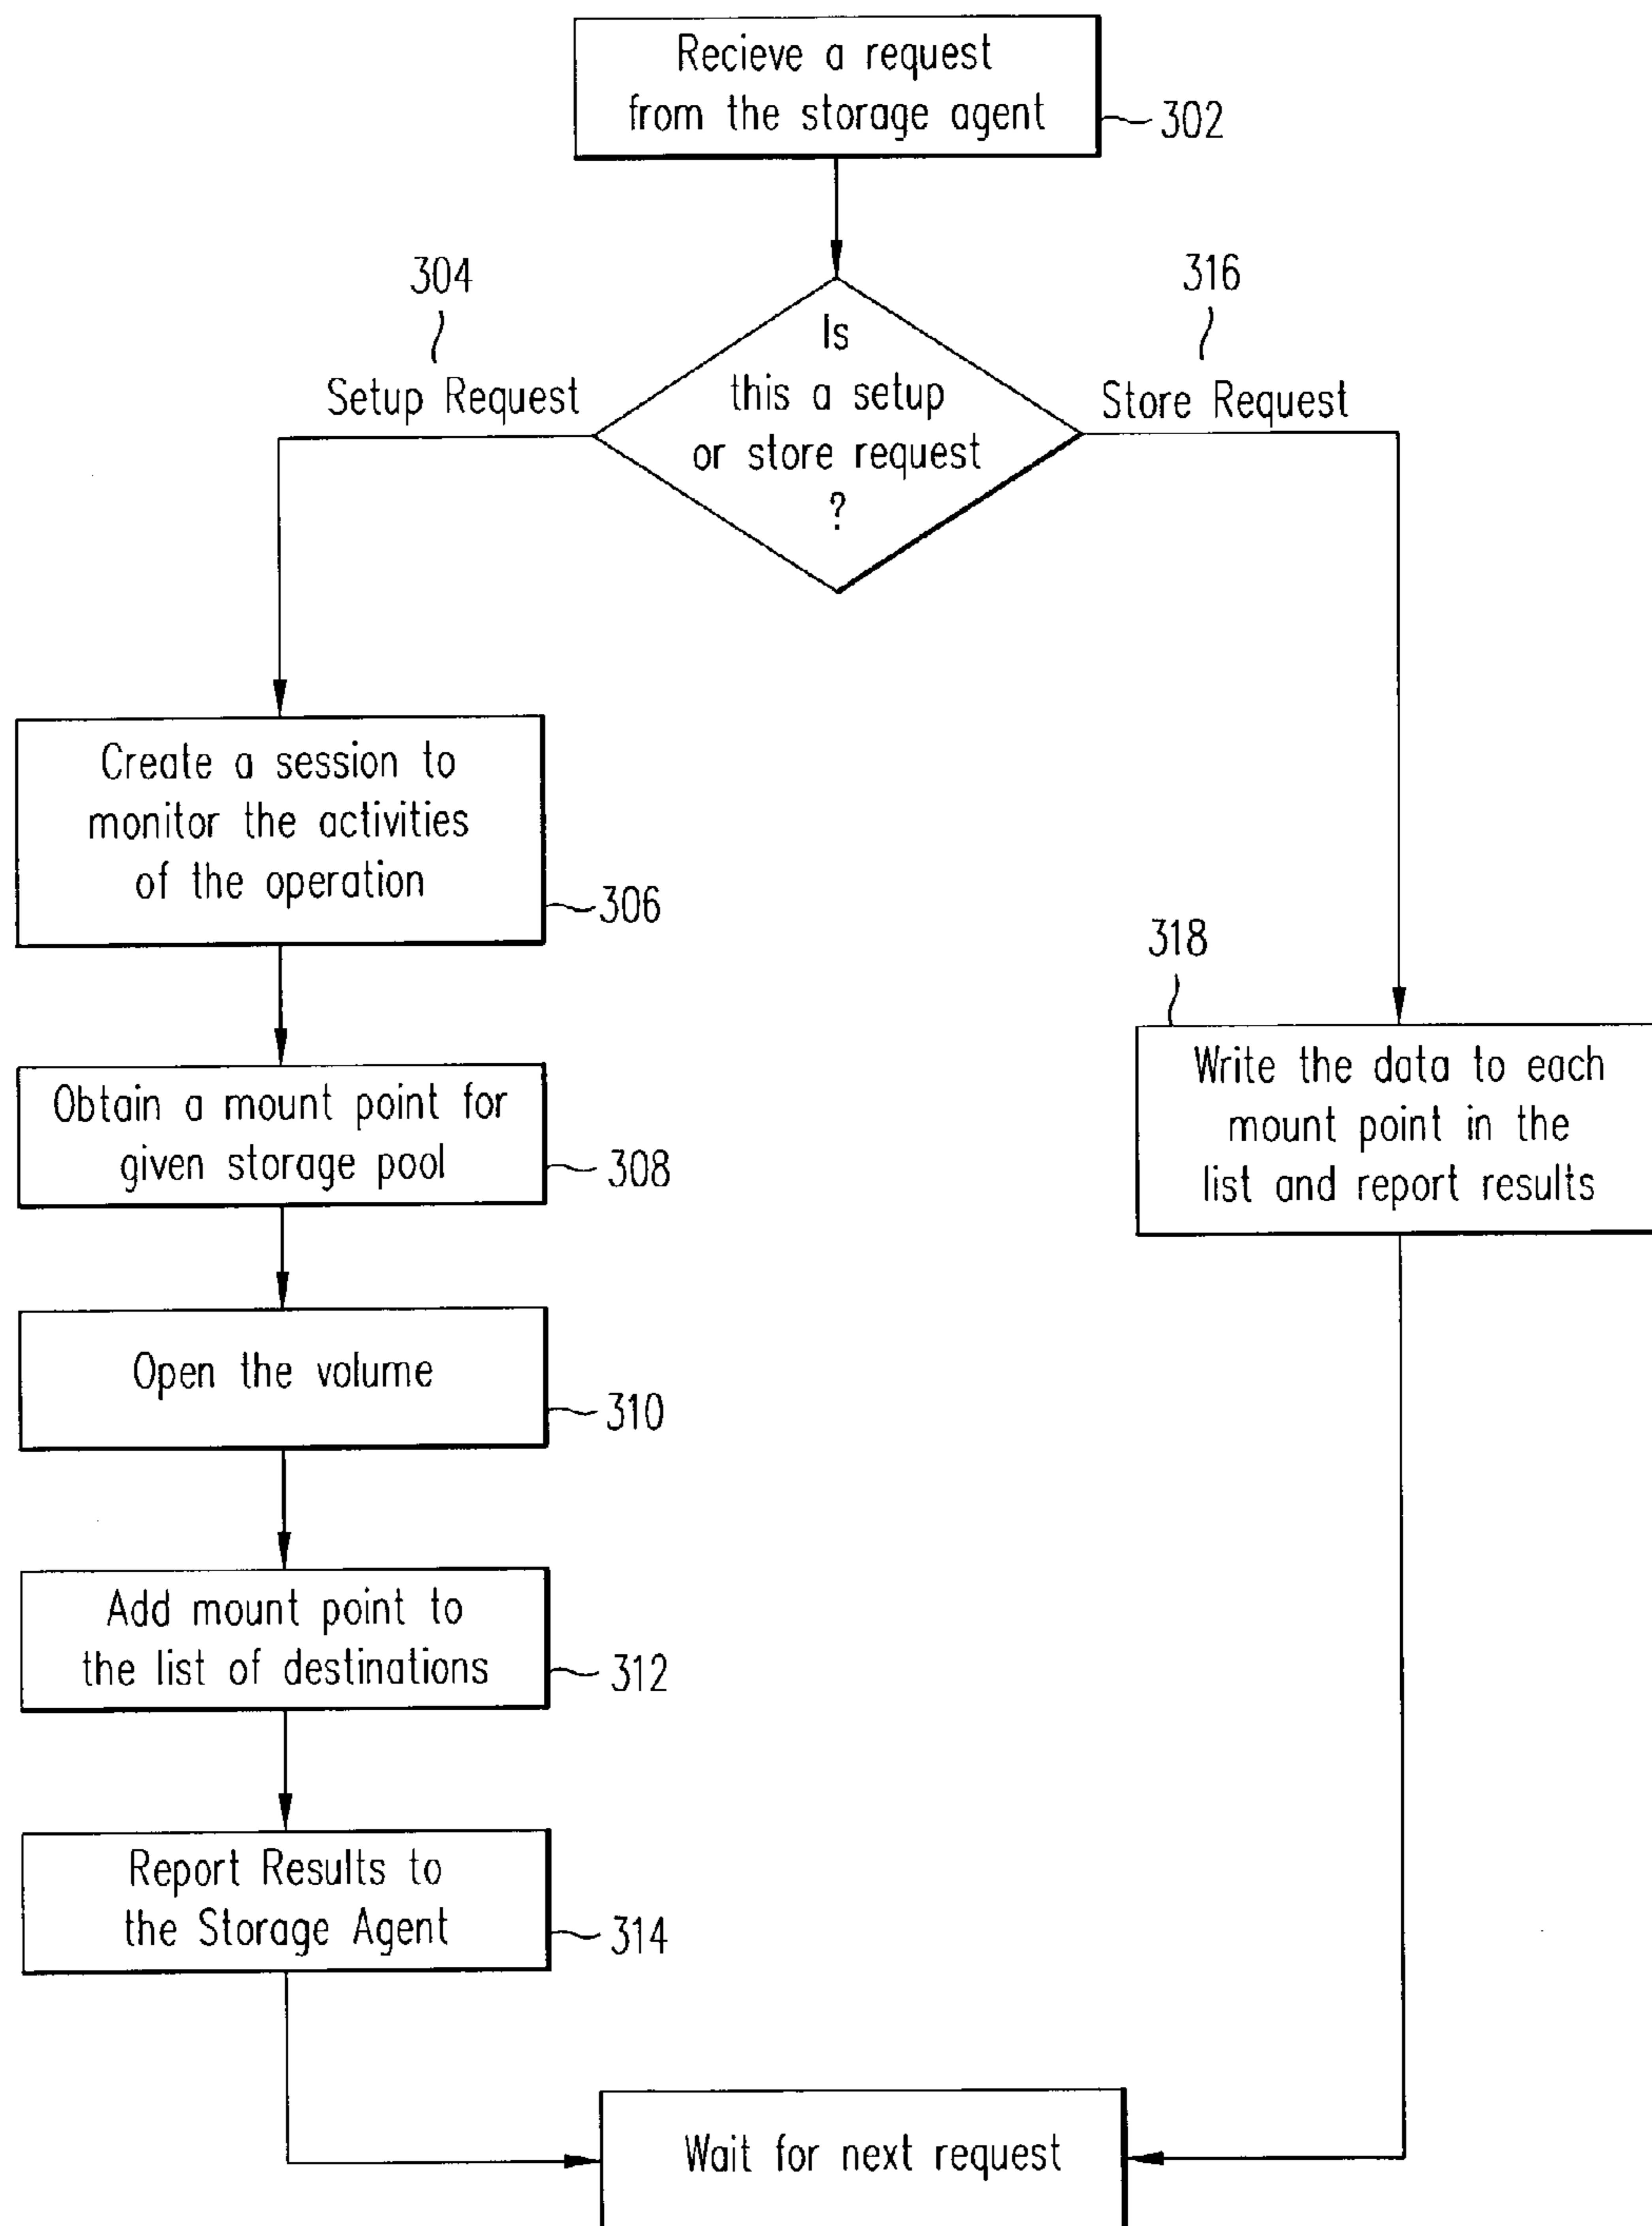 Recieve a request
from the storage agent
302
304
316
Setup Request
Is
this a setup
or store request
?
Store Request
Create a session to
monitor the activities
of the operation
306
Obtain a mount point for
given storage pool
308
Open the volume
310
Add mount point to
the list of destinations
312
Report Results to
the Storage Agent
314
318
Write the data to each
mount point in the
list and report results
Wait for next request